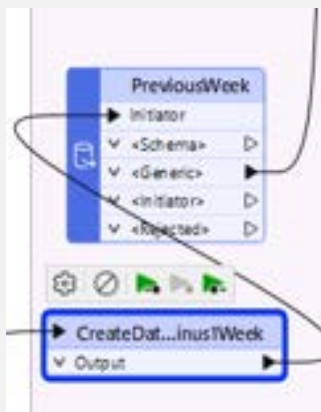 PreviousWeek
Initiator
<Schema>
<Generic>
<Initiator>
<Rejected>
CreateDat...inus1Week
Output